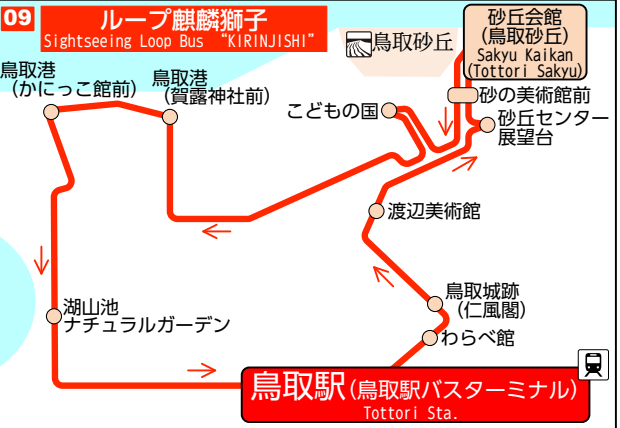 09
ループ麒麟獅子
Sightseeing Loop Bus “KIRINJISHI”
砂丘会館
(鳥取砂丘)
Sakyu Kaikan
(Tottori Sakyu)
鳥取砂丘
鳥取港
(かにっこ館前)
鳥取港
(賀露神社前)
こどもの国
砂の美術館前
砂丘センター
展望台
渡辺美術館
鳥取城跡
(仁風閣)
わらべ館
湖山池
ナチュラルガーデン
鳥取駅(鳥取駅バスターミナル)
Tottori Sta.